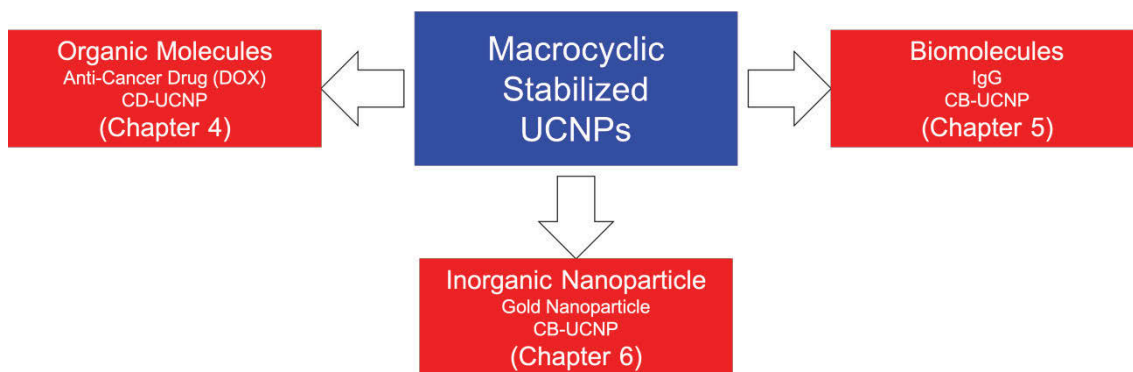 Organic Molecules
Anti-Cancer Drug (DOX)
CD-UCNP
(Chapter 4)
Macrocyclic
Stabilized
UCNPs
Biomolecules
IgG
CB-UCNP
(Chapter 5)
Inorganic Nanoparticle
Gold Nanoparticle
CB-UCNP
(Chapter 6)